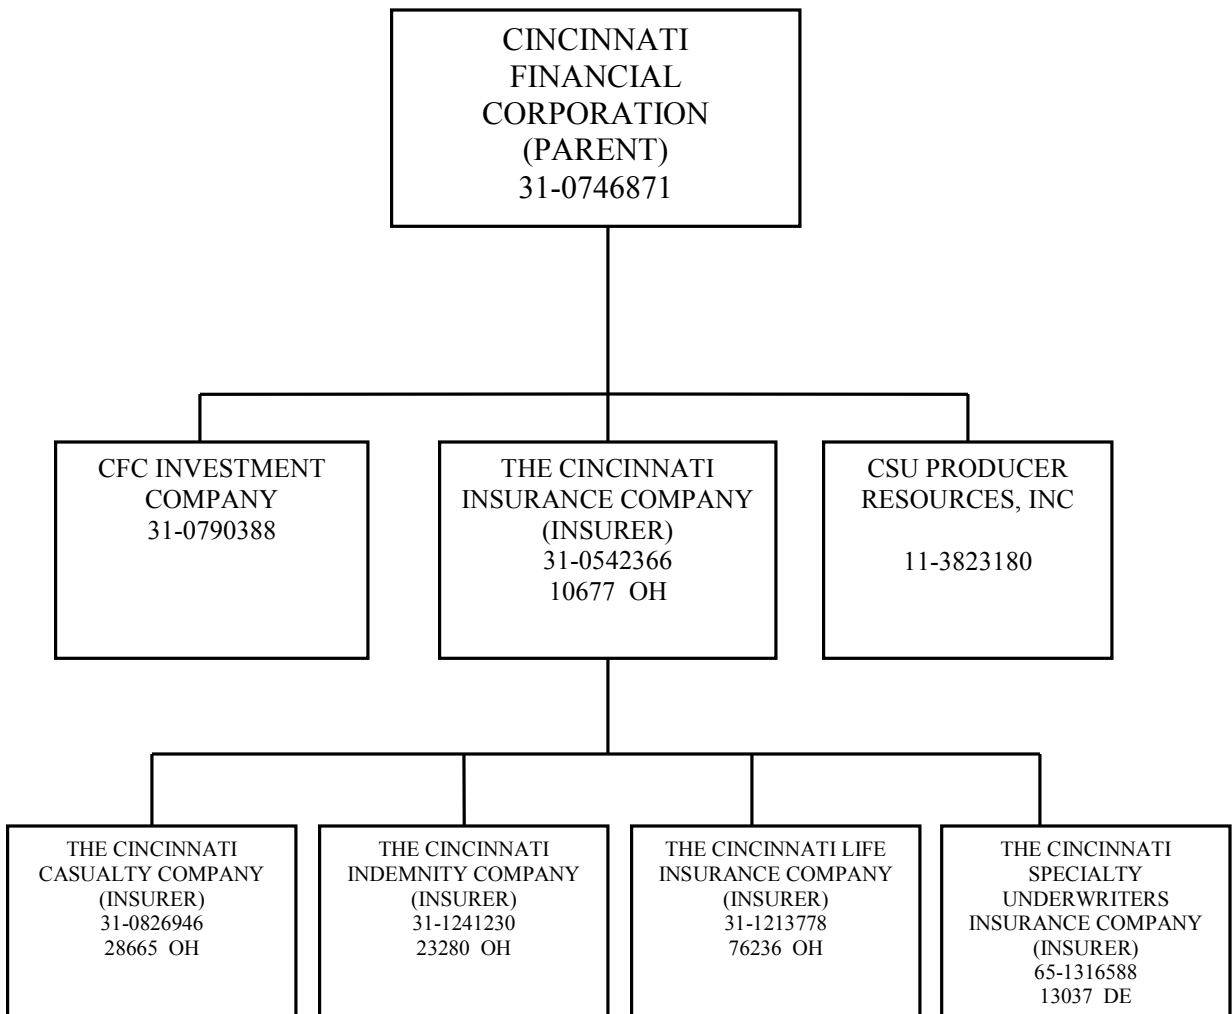 CINCINNATI
FINANCIAL
CORPORATION
(PARENT)
31-0746871
CFC INVESTMENT
COMPANY
31-0790388
THE CINCINNATI
INSURANCE COMPANY
(INSURER)
31-0542366
10677 OH
CSU PRODUCER
RESOURCES, INC
11-3823180
THE CINCINNATI
CASUALTY COMPANY
(INSURER)
31-0826946
28665 OH
THE CINCINNATI
INDEMNITY COMPANY
(INSURER)
31-1241230
23280 OH
THE CINCINNATI LIFE
INSURANCE COMPANY
(INSURER)
31-1213778
76236 OH
THE CINCINNATI
SPECIALTY
UNDERWRITERS
INSURANCE COMPANY
(INSURER)
65-1316588
13037 DE